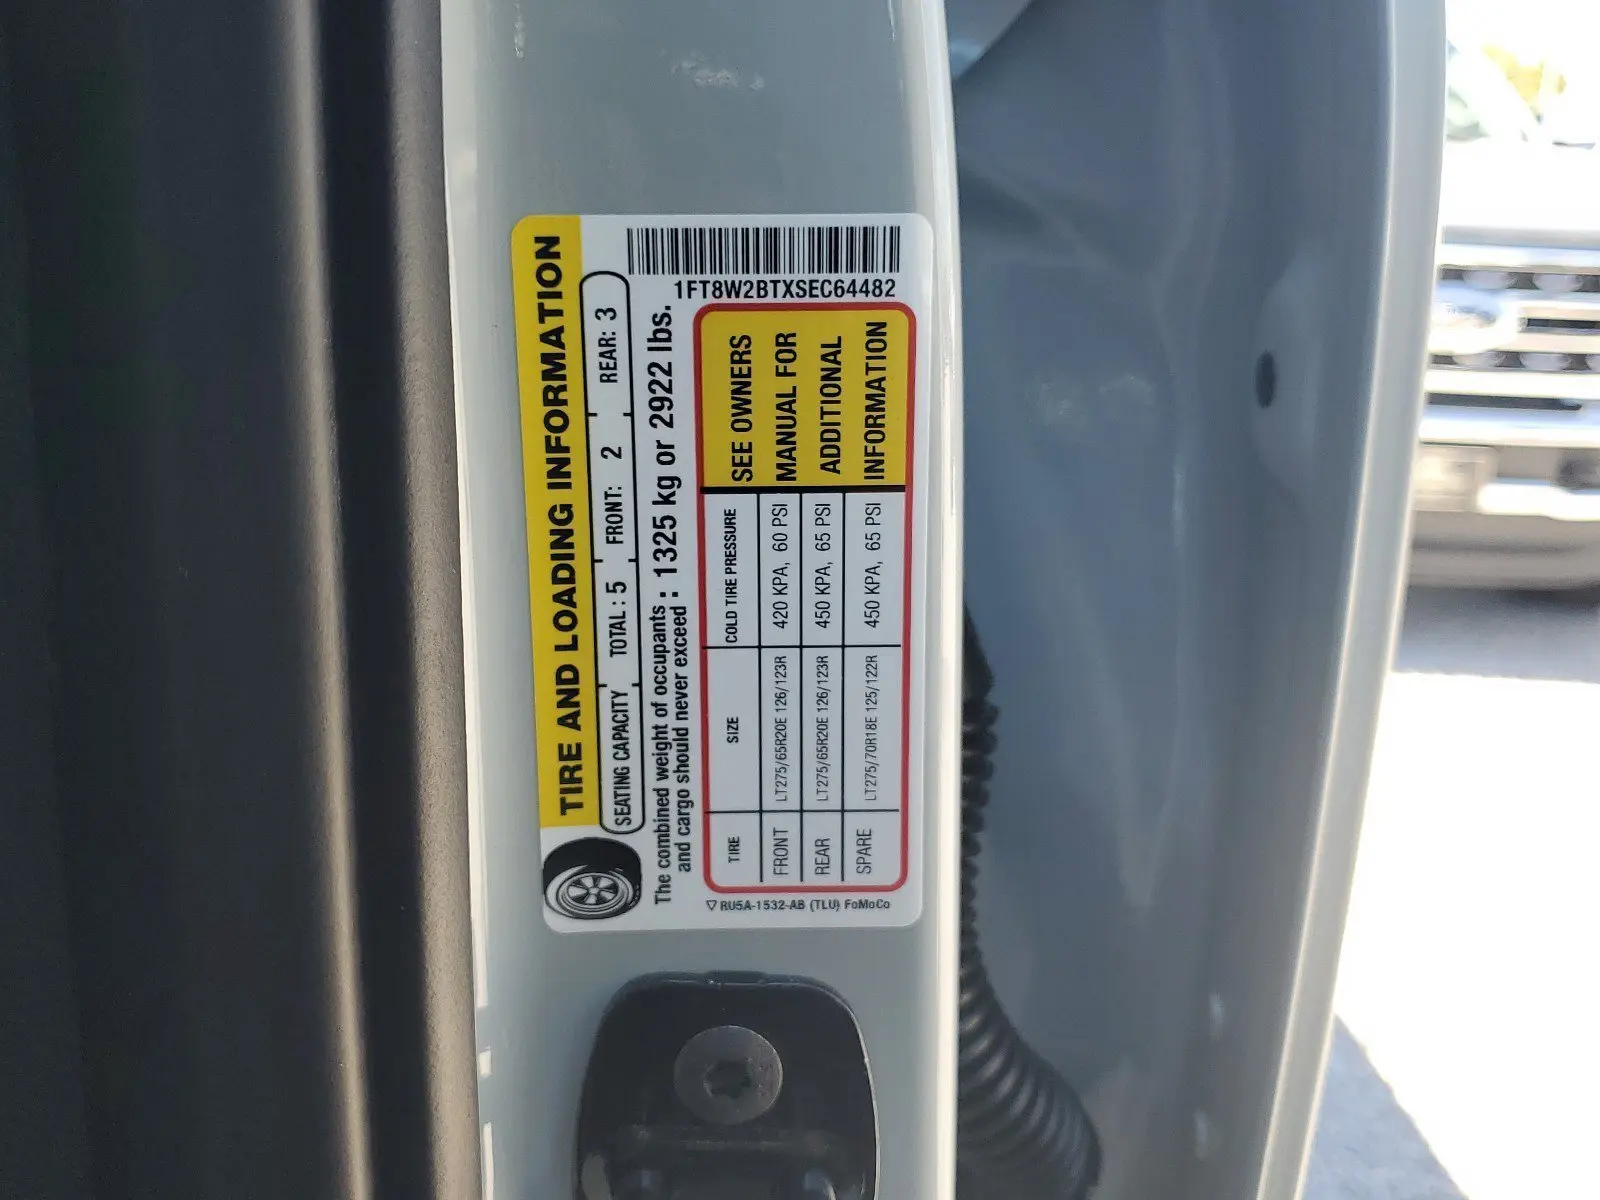 TIRE AND LOADING INFORMATION
SEATING CAPACITY TOTAL : 5 FRONT: 2 REAR: 3
The combined weight of occupants
and cargo should never exceed : 1325 kg or 2922 lbs.
1FT8W2BTXSEC64482
TIRE SIZE COLD TIRE PRESSURE
FRONT LT275/65R20E 126/123R 420 KPA, 60 PSI
REAR LT275/65R20E 126/123R 450 KPA, 65 PSI
SPARE LT275/70R18E 125/122R 450 KPA, 65 PSI
SEE OWNERS
MANUAL FOR
ADDITIONAL
INFORMATION
RU5A-1532-AB (TLU) FoMoCo